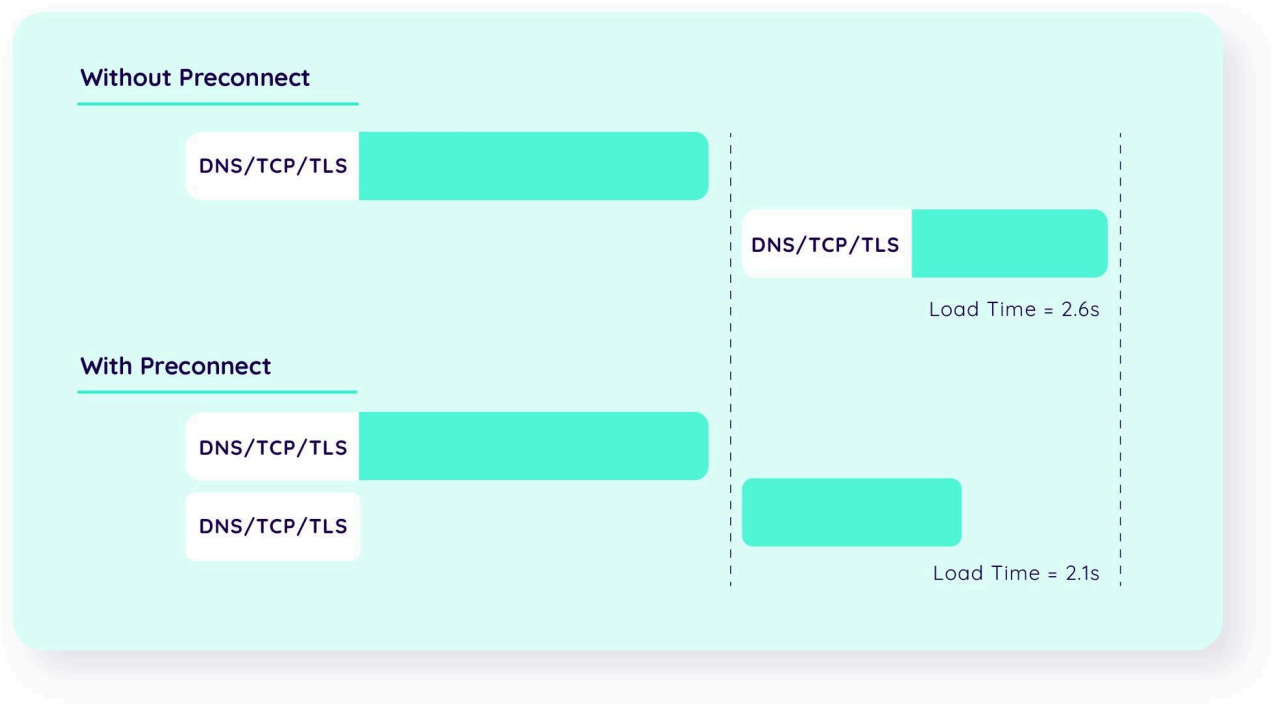 Without Preconnect
DNS/TCP/TLS
DNS/TCP/TLS
Load Time = 2.6s
With Preconnect
DNS/TCP/TLS
DNS/TCP/TLS
Load Time = 2.1s